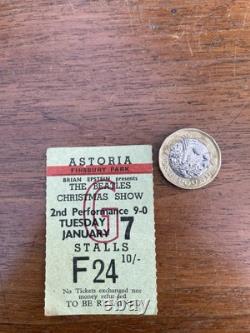 ASTORIA
FINSBURY PARK
BRIAN EPSTEIN presents
THE BEATLES
CHRISTMAS SHOW
G
2nd Performance 9-0
TUESDAY
JANUARY 7
STALLS
F 24 10/-
No Tickets exchanged nor
money refunded
TO BE RETAINED